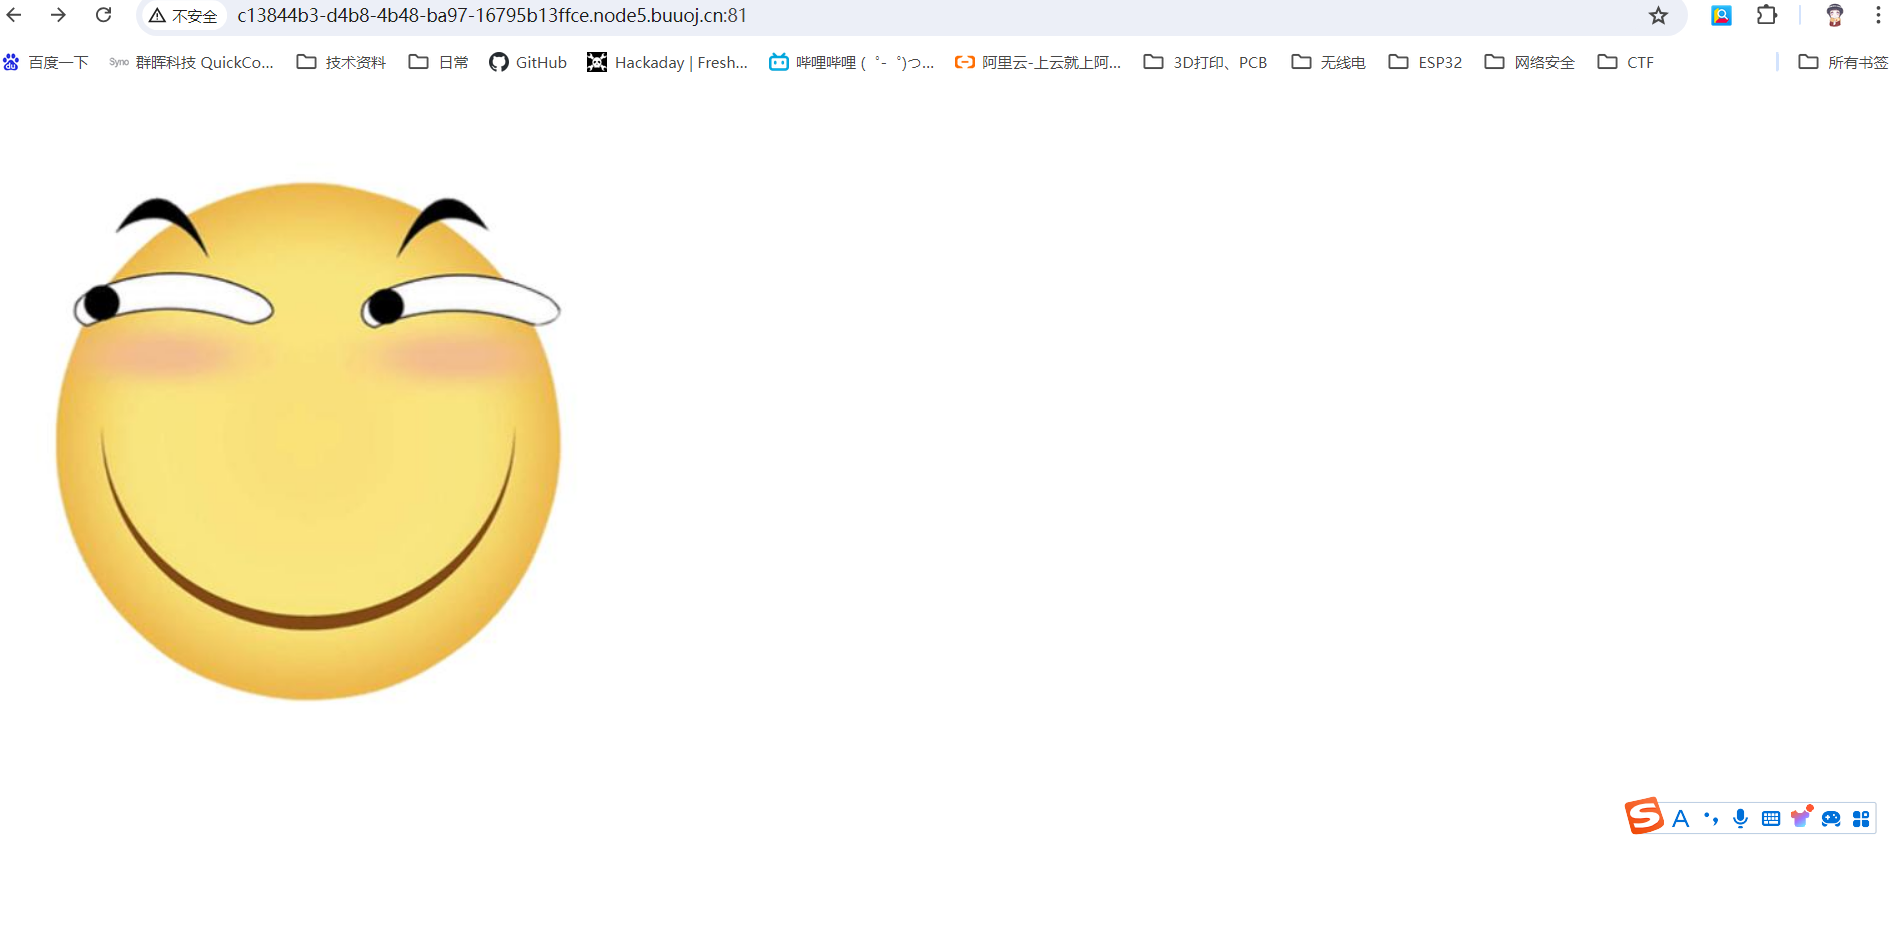 不安全 c13844b3-d4b8-4b48-ba97-16795b13ffce.node5.buuoj.cn:81
百度一下 Syno 群晖科技 QuickCo... 技术资料 日常 GitHub Hackaday | Fresh... 哔哩哔哩 (゜-゜)つ... 阿里云-上云就上阿... 3D打印、PCB 无线电 ESP32 网络安全 CTF 所有书签
A